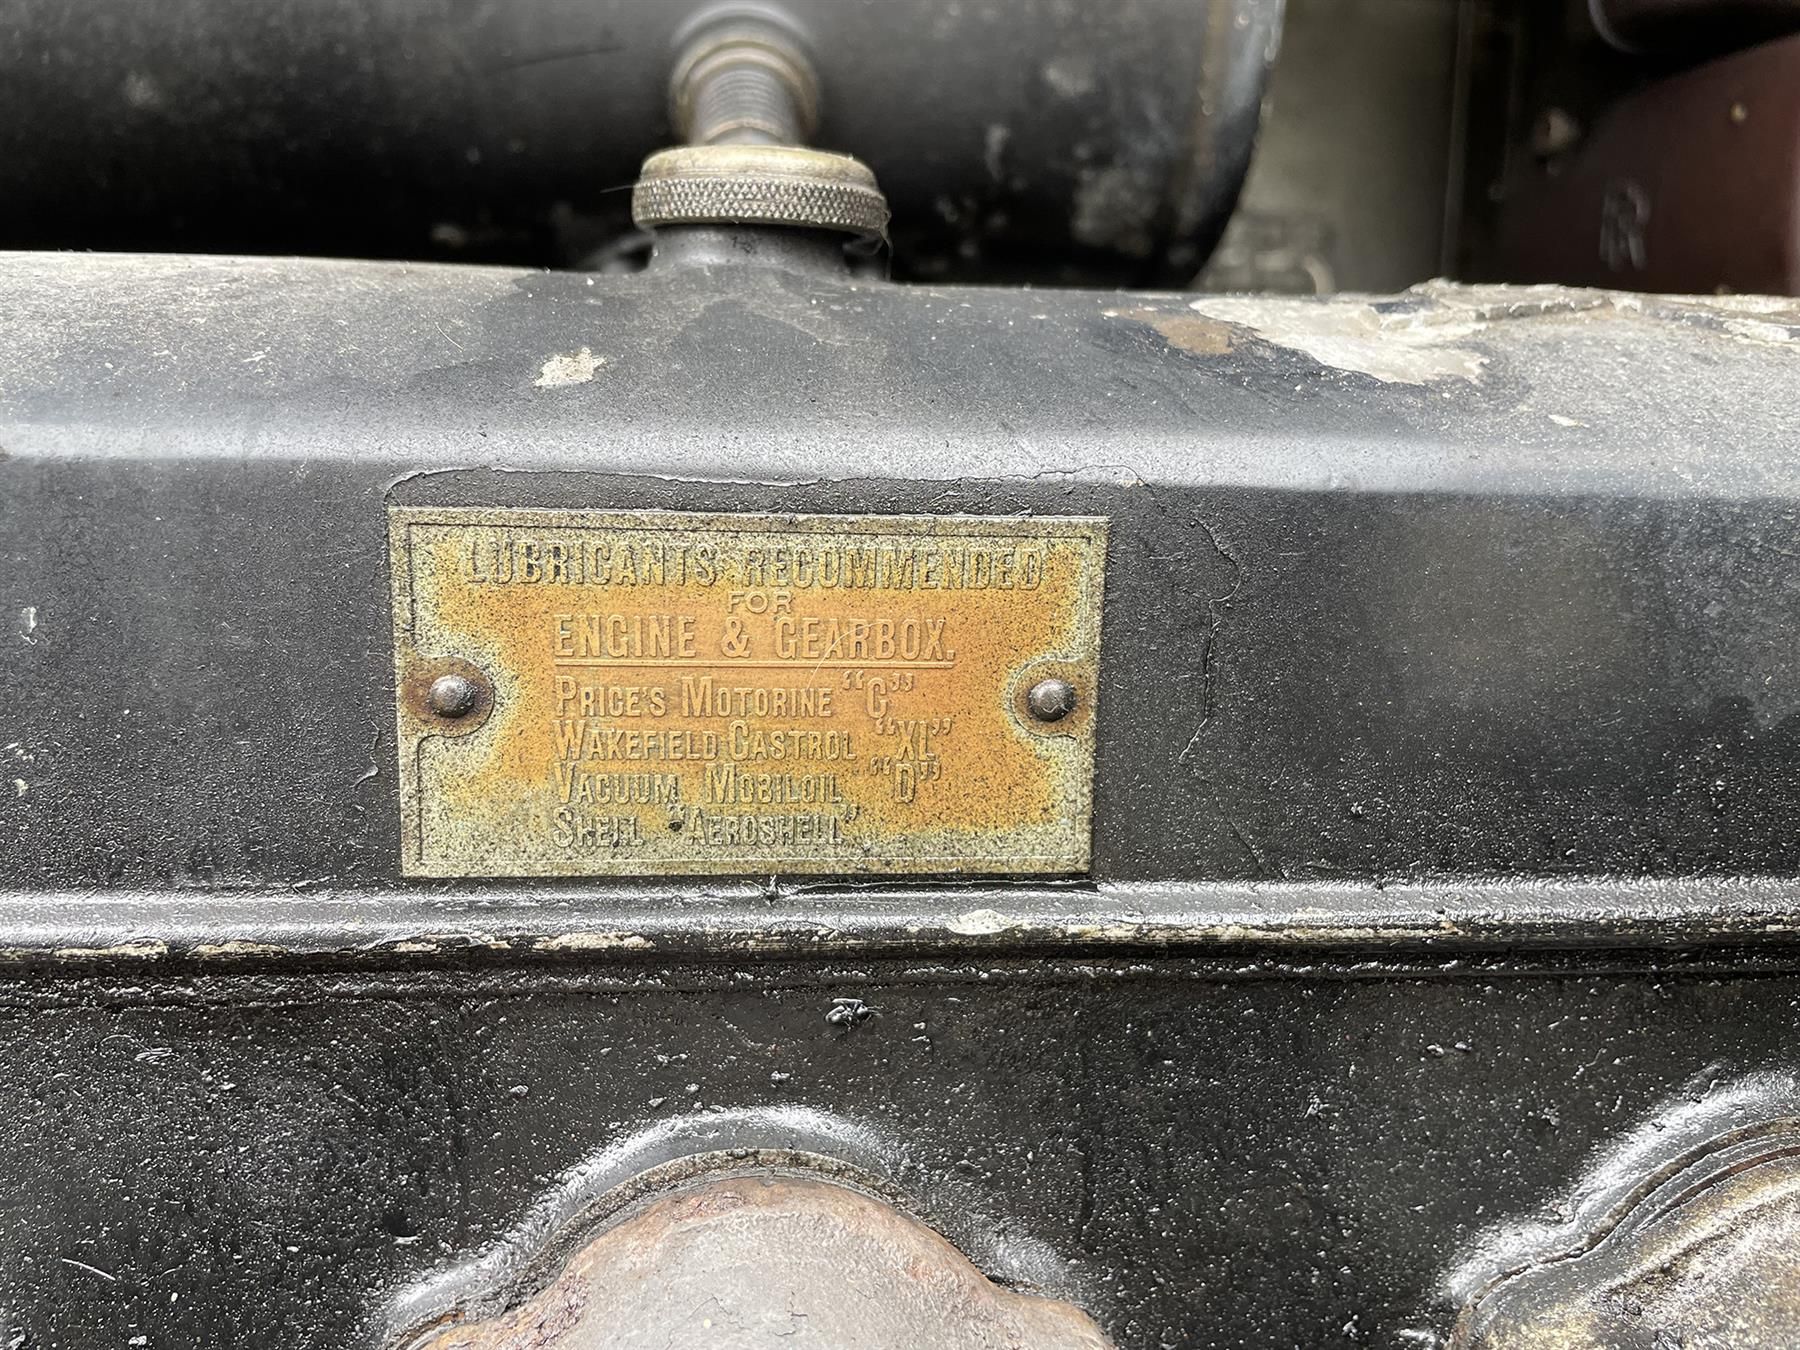 LUBRICANTS RECOMMENDED
FOR
ENGINE & GEARBOX.
PRICE'S MOTORINE "C"
WAKEFIELD CASTROL "XL"
VACUUM MOBILOIL "D"
SHELL "AEROSHELL"